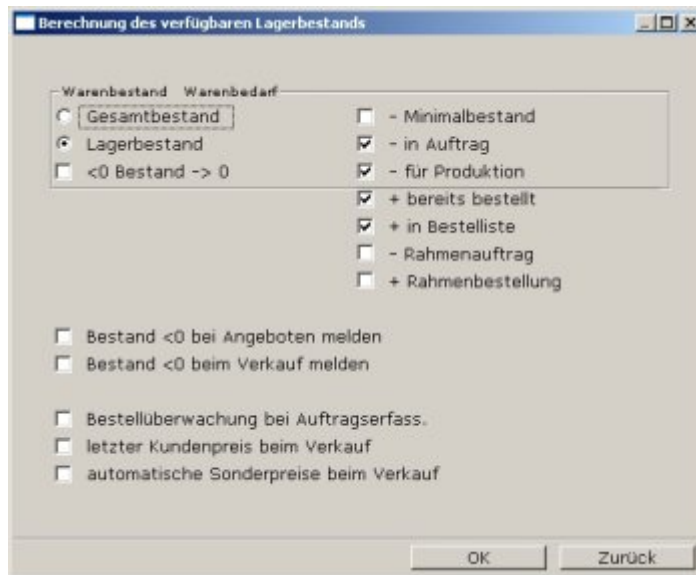 Berechnung des verfügbaren Lagerbestands
Warenbestand Warenbedarf
Gesamtbestand
Lagerbestand
<0 Bestand -> 0
- Minimalbestand
- in Auftrag
- für Produktion
+ bereits bestellt
+ in Bestelliste
- Rahmenauftrag
+ Rahmenbestellung
Bestand <0 bei Angeboten melden
Bestand <0 beim Verkauf melden
Bestellüberwachung bei Auftragserfass.
letzter Kundenpreis beim Verkauf
automatische Sonderpreise beim Verkauf
OK
Zurück